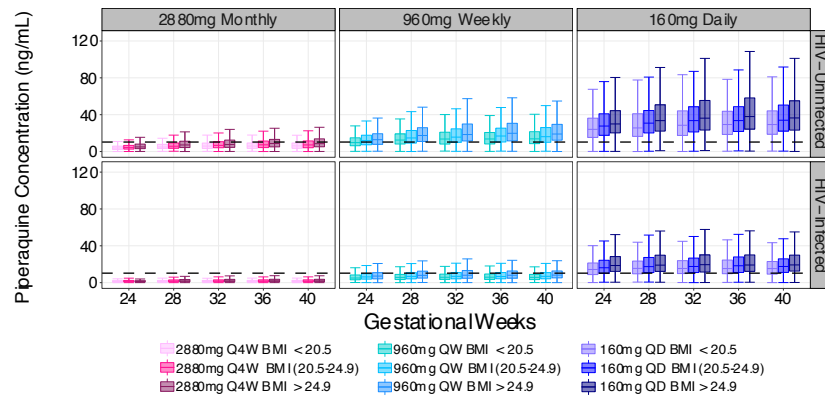 2880mg Monthly 960mg Weekly 160mg Daily
Piperaquine Concentration (ng/mL)
120
80
40
0
HIV-Uninfected
120
80
40
0
HIV-Infected
24 28 32 36 40 24 28 32 36 40 24 28 32 36 40
Gestational Weeks
2880mg Q4W BMI <20.5 960mg QW BMI <20.5 160mg QD BMI <20.5
2880mg Q4W BMI (20.5-24.9) 960mg QW BMI (20.5-24.9) 160mg QD BMI (20.5-24.9)
2880mg Q4W BMI >24.9 960mg QW BMI >24.9 160mg QD BMI >24.9